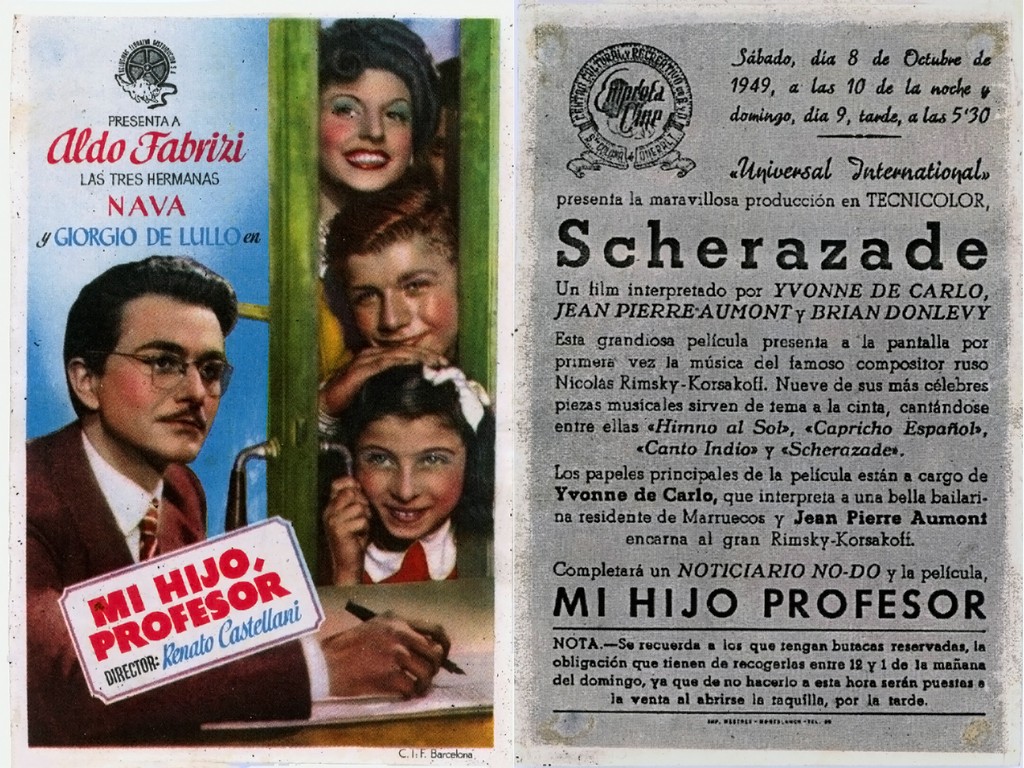 PRESENTA A
Aldo Fabrizi
LAS TRES HERMANAS
NAVA
y GIORGIO DE LULLO en
MI HIJO,
PROFESOR
DIRECTOR: Renato Castellani
C. I. F. Barcelona
Sábado, día 8 de Octubre de
1949, a las 10 de la noche y
domingo, día 9, tarde, a las 5'30
«Universal International»
presenta la maravillosa producción en TECNICOLOR,
Scherazade
Un film interpretado por YVONNE DE CARLO,
JEAN PIERRE AUMONT y BRIAN DONLEVY
Esta grandiosa película presenta a la pantalla por
primera vez la música del famoso compositor ruso
Nicolás Rimsky-Korsakoff. Nueve de sus más célebres
piezas musicales sirven de tema a la cinta, cantándose
entre ellas «Himno al Sol», «Capricho Español»,
«Canto Indio» y «Scherazade».
Los papeles principales de la película están a cargo de
Yvonne de Carlo, que interpreta a una bella bailari-
na residente de Marruecos y Jean Pierre Aumont
encarna al gran Rimsky-Korsakoff.
Completará un NOTICIARIO NO-DO y la película,
MI HIJO PROFESOR
NOTA.—Se recuerda a los que tengan butacas reservadas, la
obligación que tienen de recogerlas entre 12 y 1 de la mañana
del domingo, ya que de no hacerlo a esta hora serán puestas a
la venta al abrirse la taquilla, por la tarde.